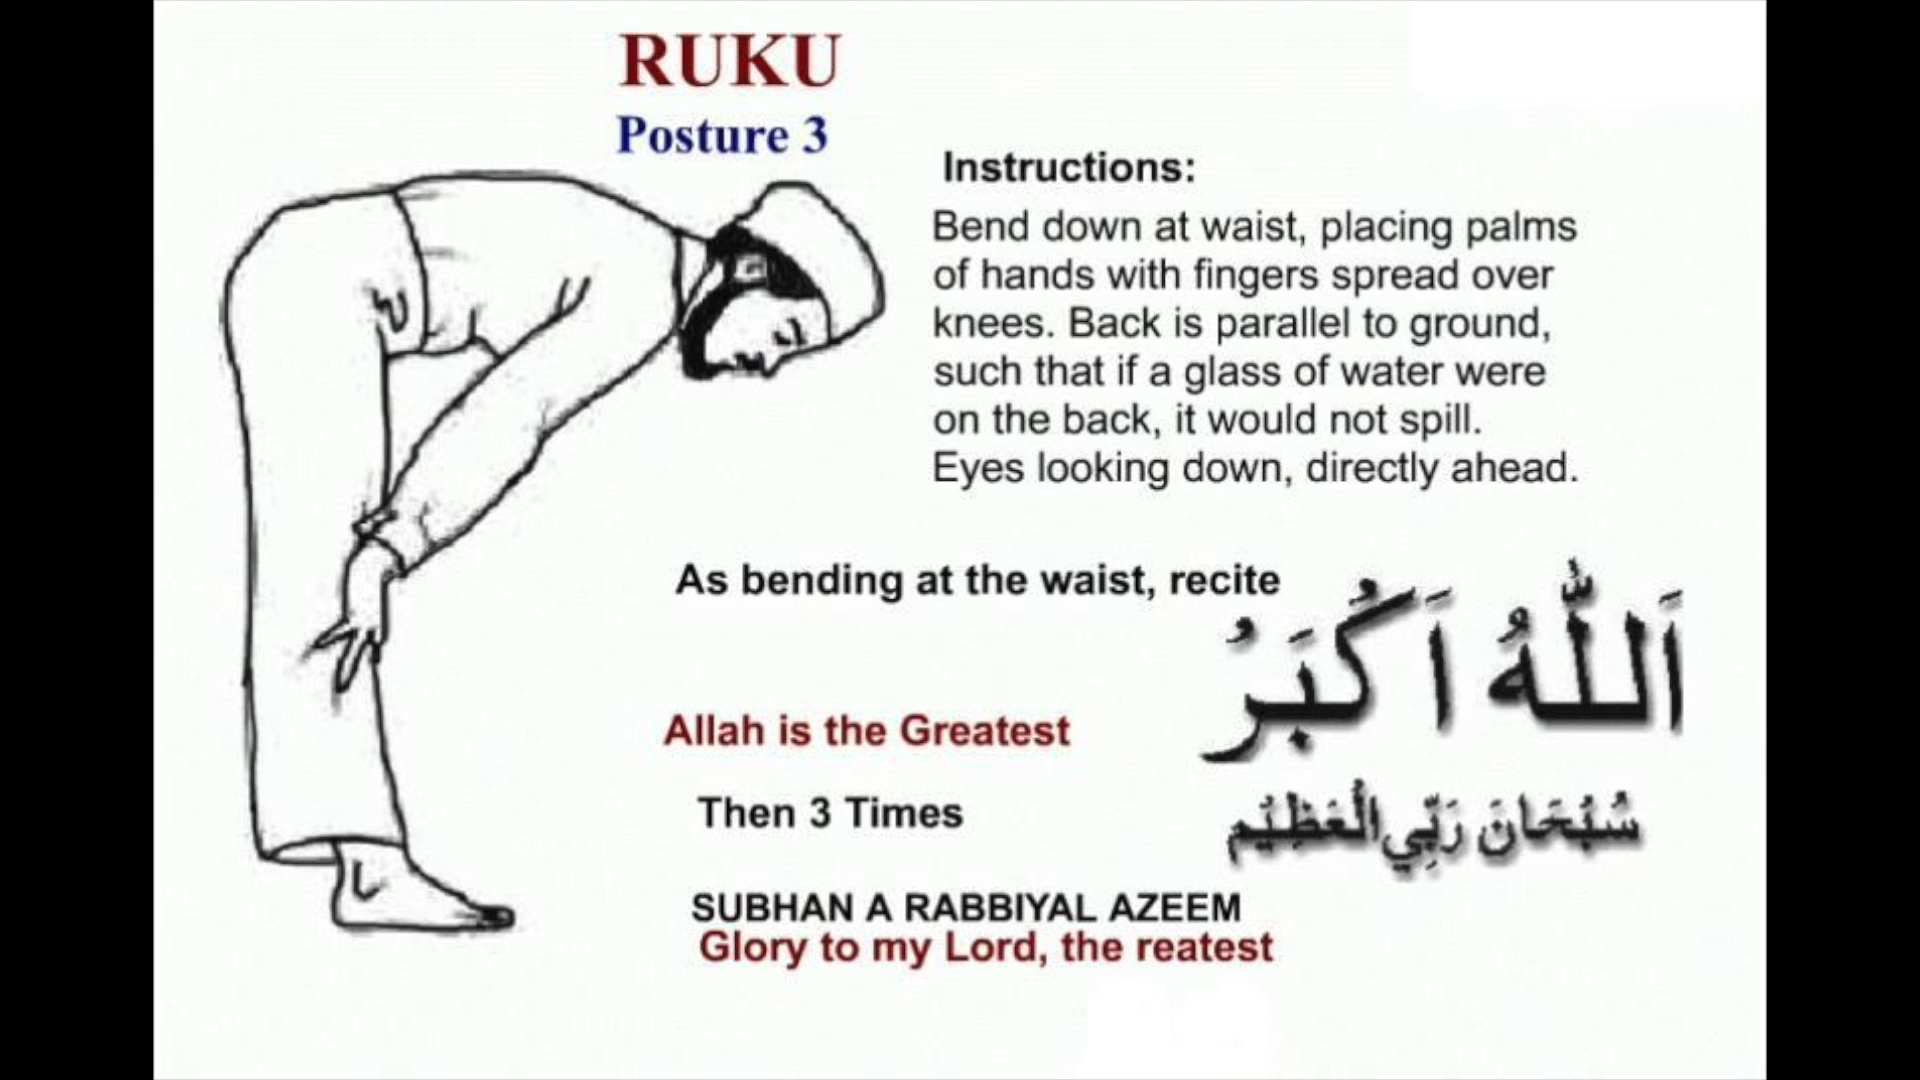 RUKU
Posture 3
Instructions:
Bend down at waist, placing palms
of hands with fingers spread over
knees. Back is parallel to ground,
such that if a glass of water were
on the back, it would not spill.
Eyes looking down, directly ahead.
As bending at the waist, recite
اَللّٰهُ اَكْبَرُ
Allah is the Greatest
Then 3 Times
سُبْحَانَ رَبِّي الْعَظِيْمِ
SUBHAN A RABBIYAL AZEEM
Glory to my Lord, the reatest